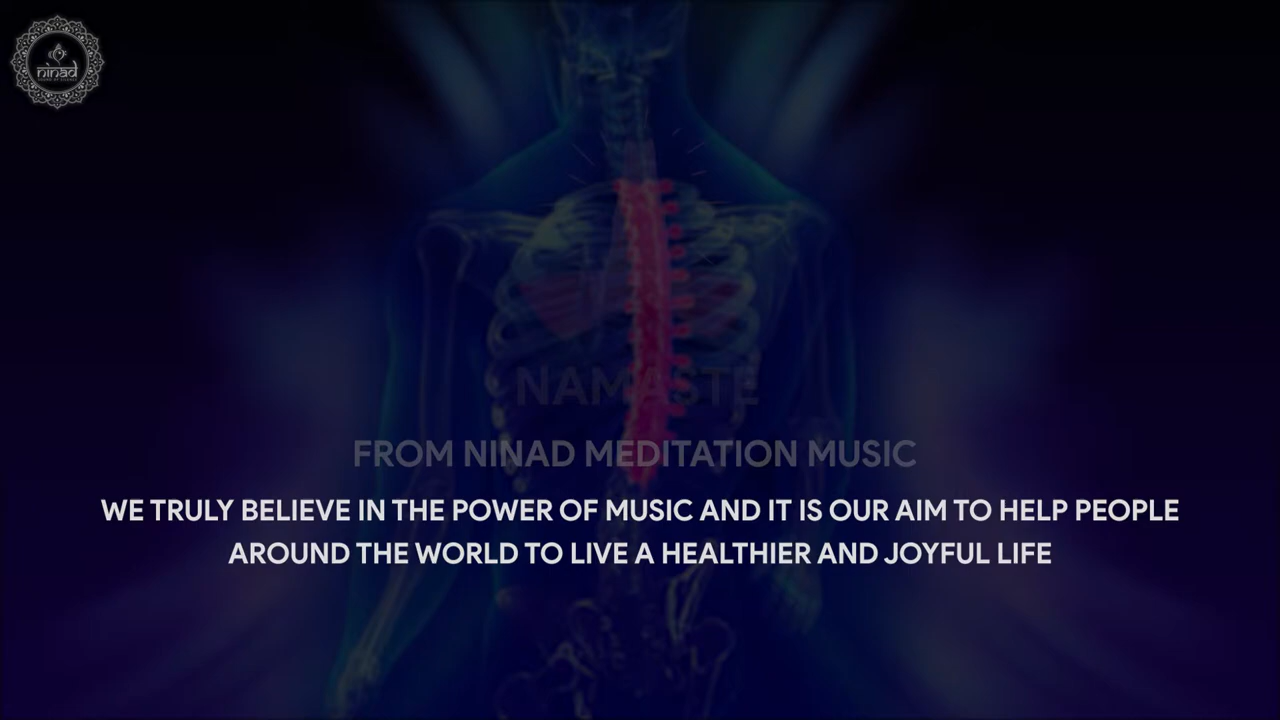 ninad
NAMASTE
FROM NINAD MEDITATION MUSIC
WE TRULY BELIEVE IN THE POWER OF MUSIC AND IT IS OUR AIM TO HELP PEOPLE
AROUND THE WORLD TO LIVE A HEALTHIER AND JOYFUL LIFE